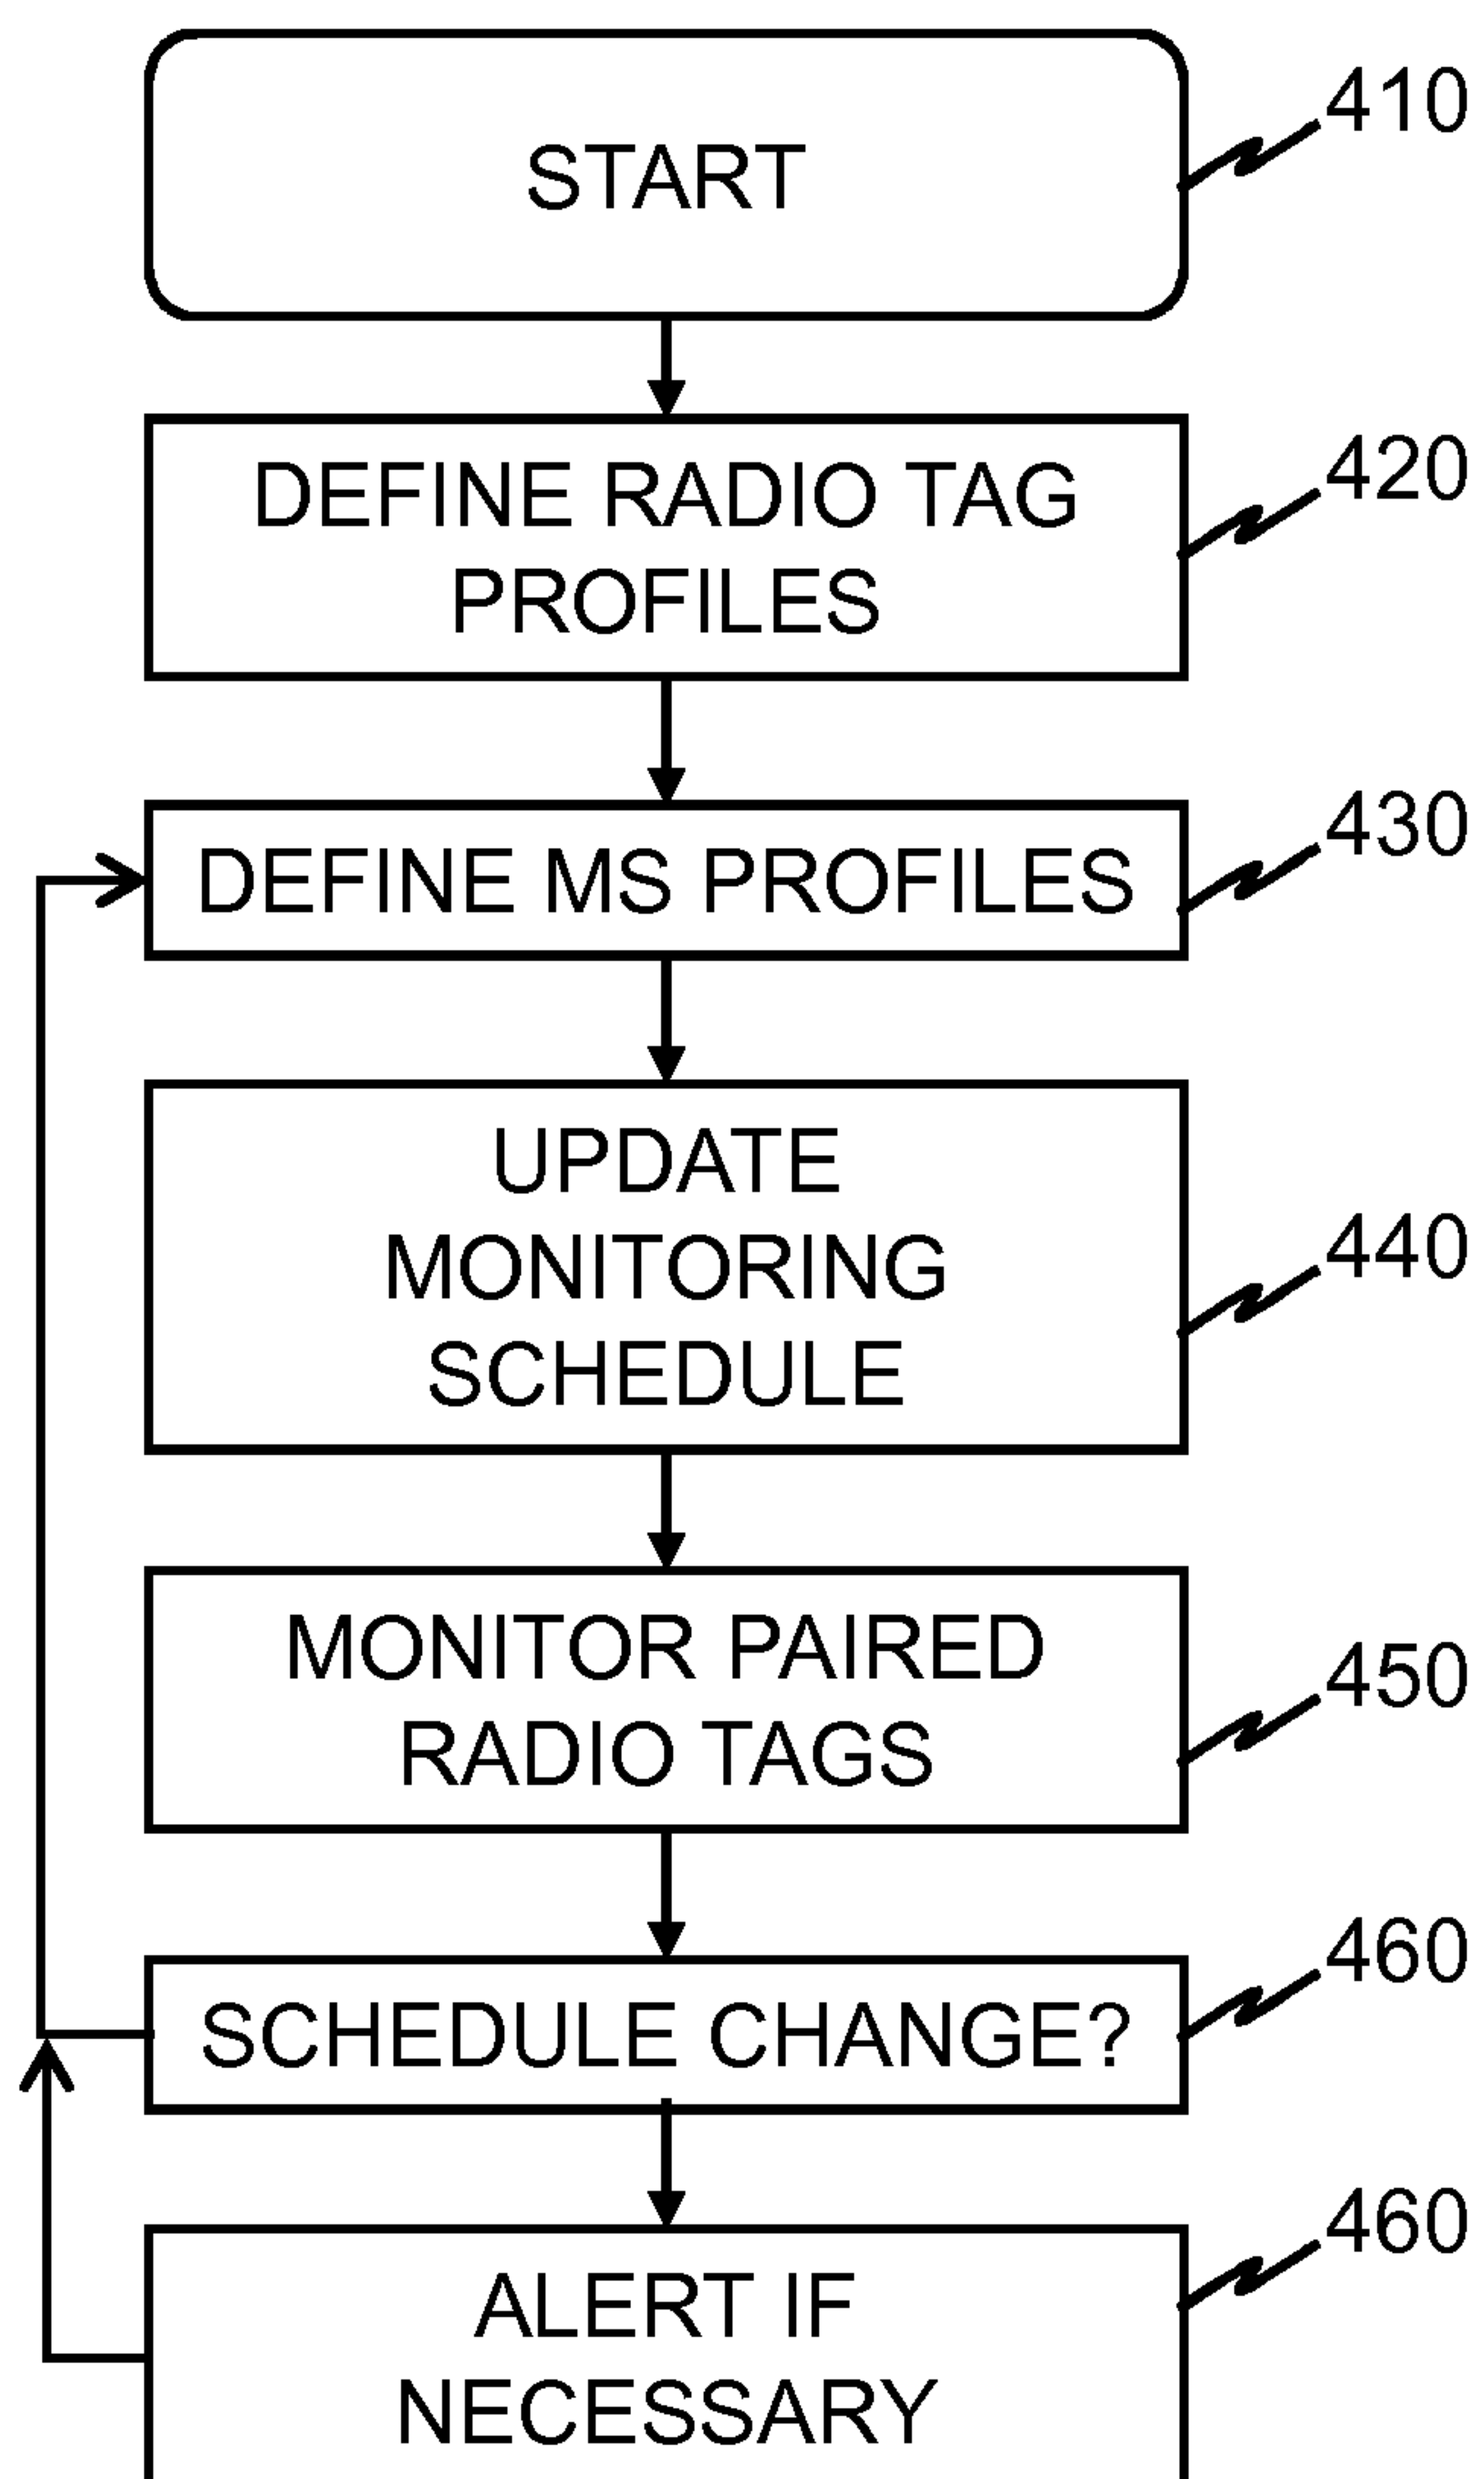 START
410
DEFINE RADIO TAG
PROFILES
420
DEFINE MS PROFILES
430
UPDATE
MONITORING
SCHEDULE
440
MONITOR PAIRED
RADIO TAGS
450
SCHEDULE CHANGE?
460
ALERT IF
NECESSARY
460